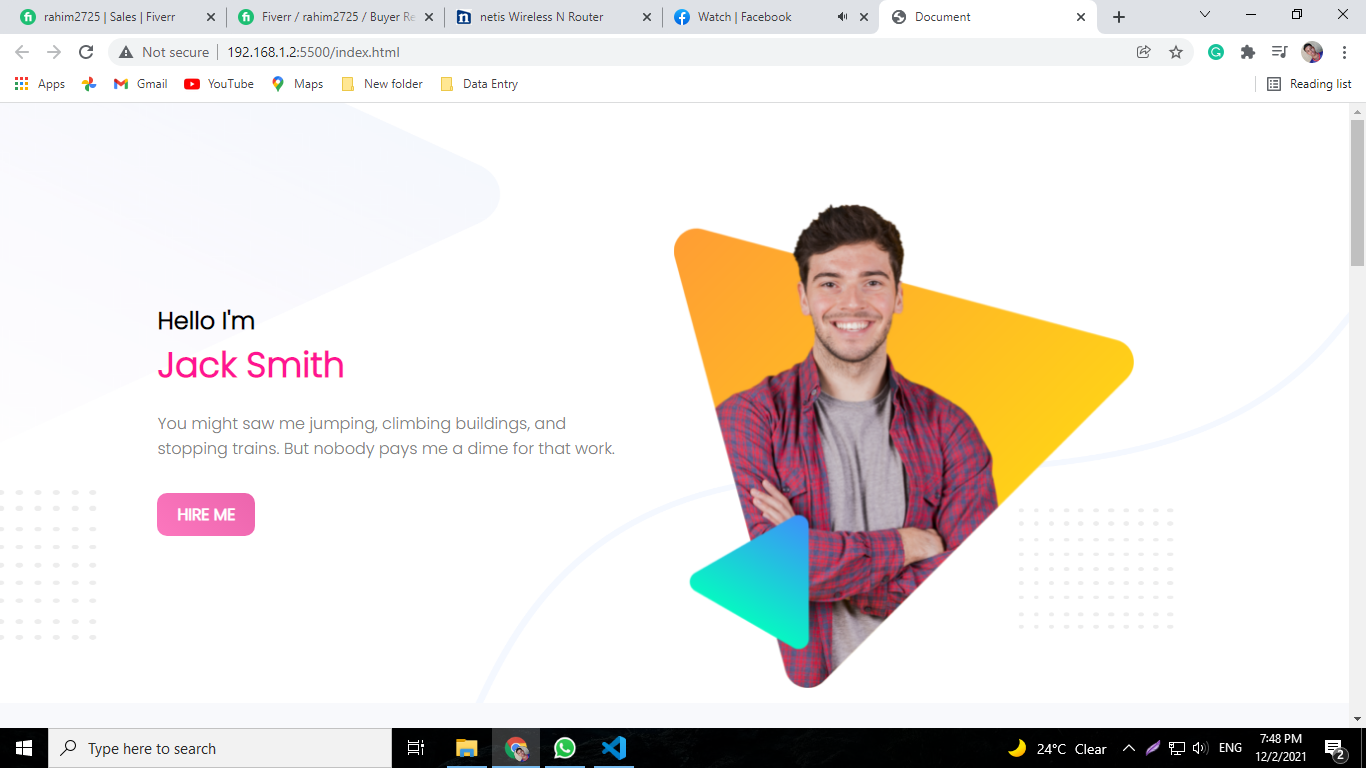 rahim2725 | Sales | Fiverr
Fiverr / rahim2725 / Buyer Re
netis Wireless N Router
Watch | Facebook
Document
Not secure
192.168.1.2:5500/index.html
Apps
Gmail
YouTube
Maps
New folder
Data Entry
Reading list
Hello I'm
Jack Smith
You might saw me jumping, climbing buildings, and
stopping trains. But nobody pays me a dime for that work.
HIRE ME
Type here to search
24°C Clear
ENG
7:48 PM
12/2/2021
2